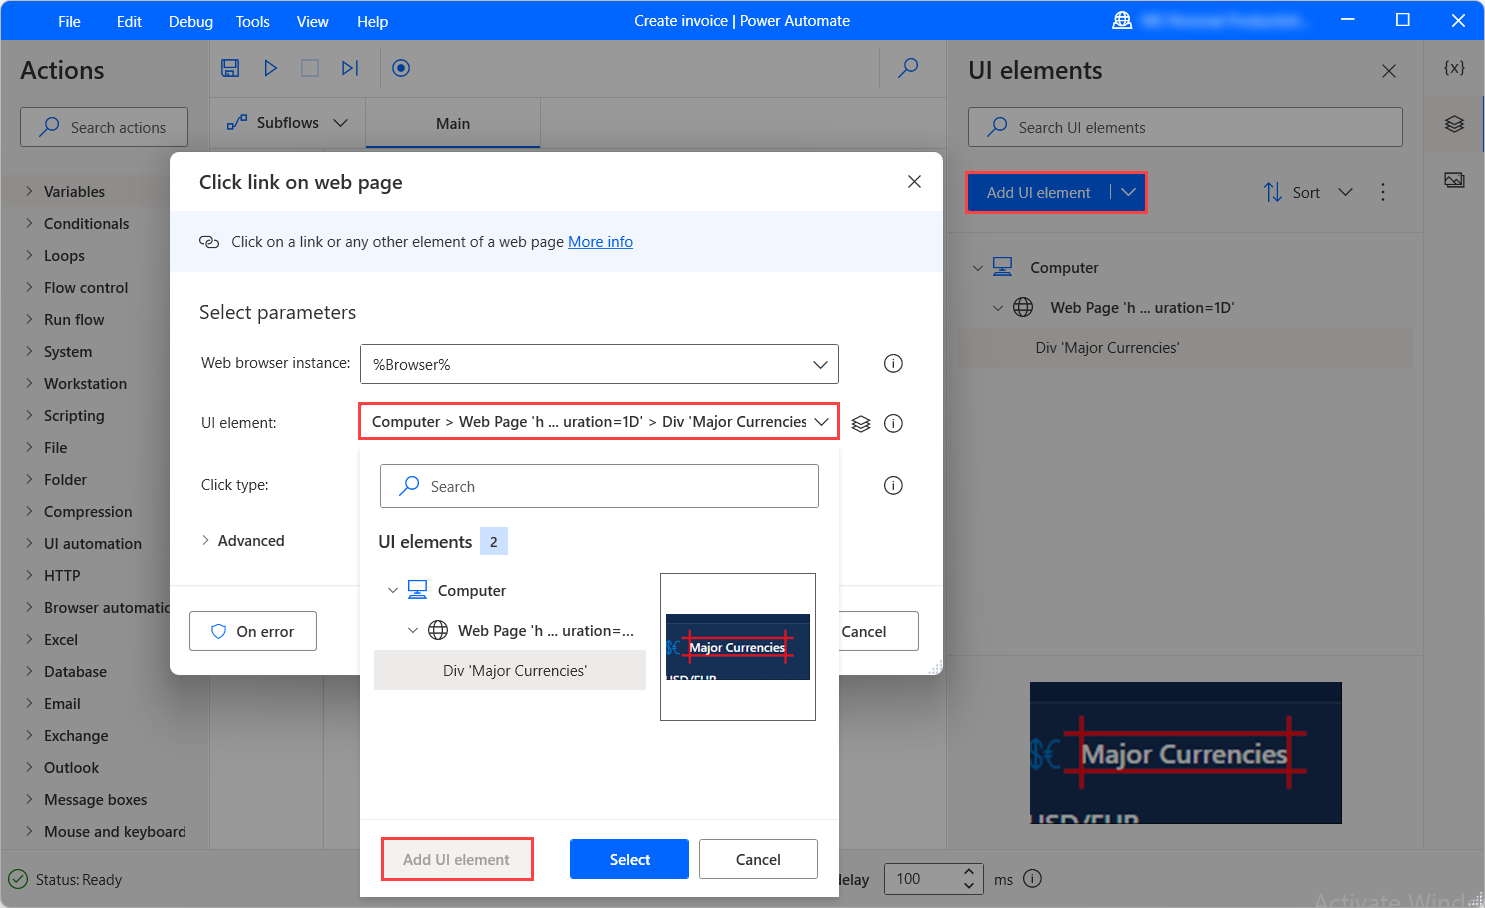 File Edit Debug Tools View Help Create invoice | Power Automate
Actions
Search actions
Variables
Conditionals
Loops
Flow control
Run flow
System
Workstation
Scripting
File
Folder
Compression
UI automation
HTTP
Browser automatic
Excel
Database
Email
Exchange
Outlook
Message boxes
Mouse and keyboard
Subflows Main
Click link on web page
Click on a link or any other element of a web page More info
Select parameters
Web browser instance: %Browser%
UI element: Computer > Web Page 'h ... uration=1D' > Div 'Major Currencies
Click type:
Advanced
On error Cancel
Search
UI elements 2
Computer
Web Page 'h ... uration=...
Div 'Major Currencies'
Major Currencies
USD/EUR
Add UI element Select Cancel
UI elements
{x}
Search UI elements
Add UI element Sort
Computer
Web Page 'h ... uration=1D'
Div 'Major Currencies'
$€ Major Currencies
USD/EUR
Status: Ready elay 100 ms
Activate Wind